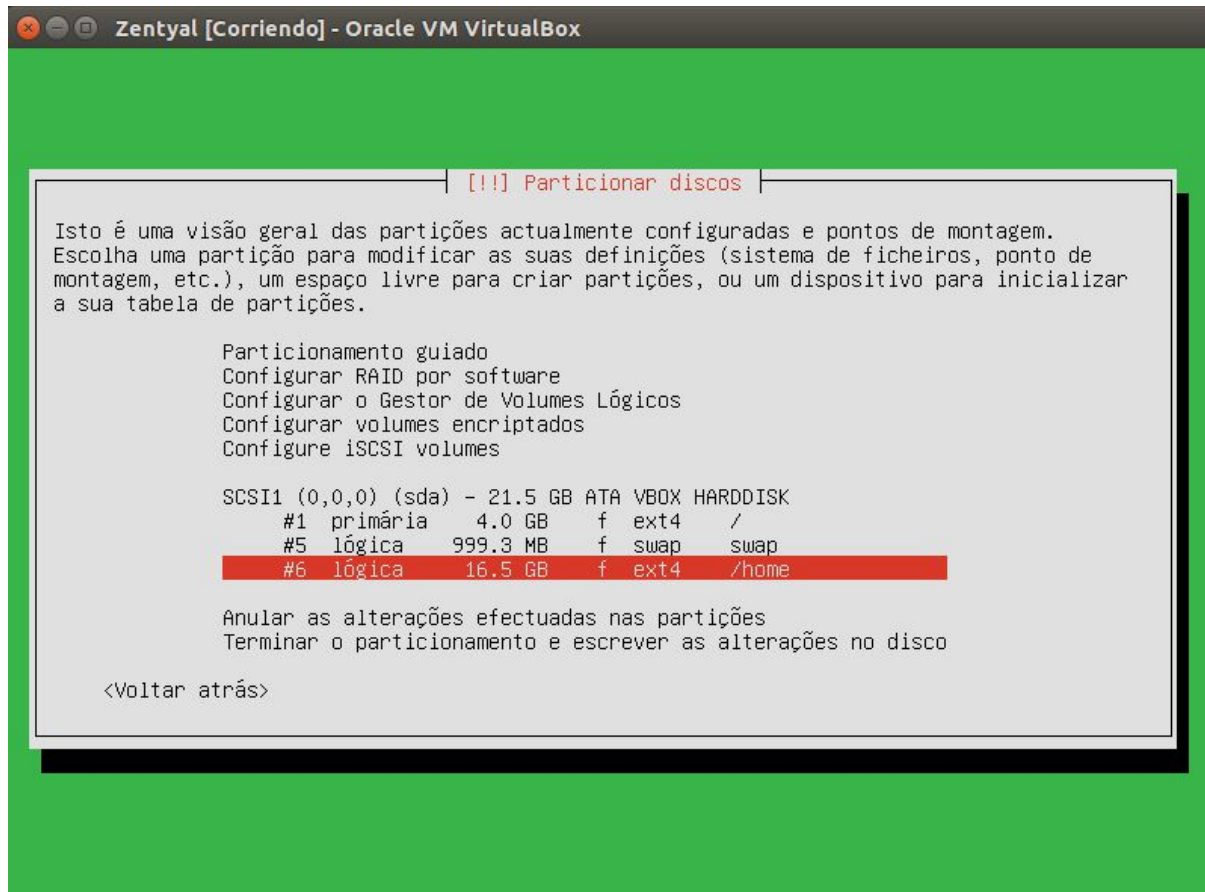 Zentyal [Corriendo] - Oracle VM VirtualBox
[!!] Particionar discos
Isto é uma visão geral das partições actualmente configuradas e pontos de montagem.
Escolha uma partição para modificar as suas definições (sistema de ficheiros, ponto de
montagem, etc.), um espaço livre para criar partições, ou um dispositivo para inicializar
a sua tabela de partições.
Particionamento guiado
Configurar RAID por software
Configurar o Gestor de Volumes Lógicos
Configurar volumes encriptados
Configure iSCSI volumes
SCSI1 (0,0,0) (sda) - 21.5 GB ATA VBOX HARDDISK
#1 primária 4.0 GB f ext4 /
#5 lógica 999.3 MB f swap swap
#6 lógica 16.5 GB f ext4 /home
Anular as alterações efectuadas nas partições
Terminar o particionamento e escrever as alterações no disco
<Voltar atrás>